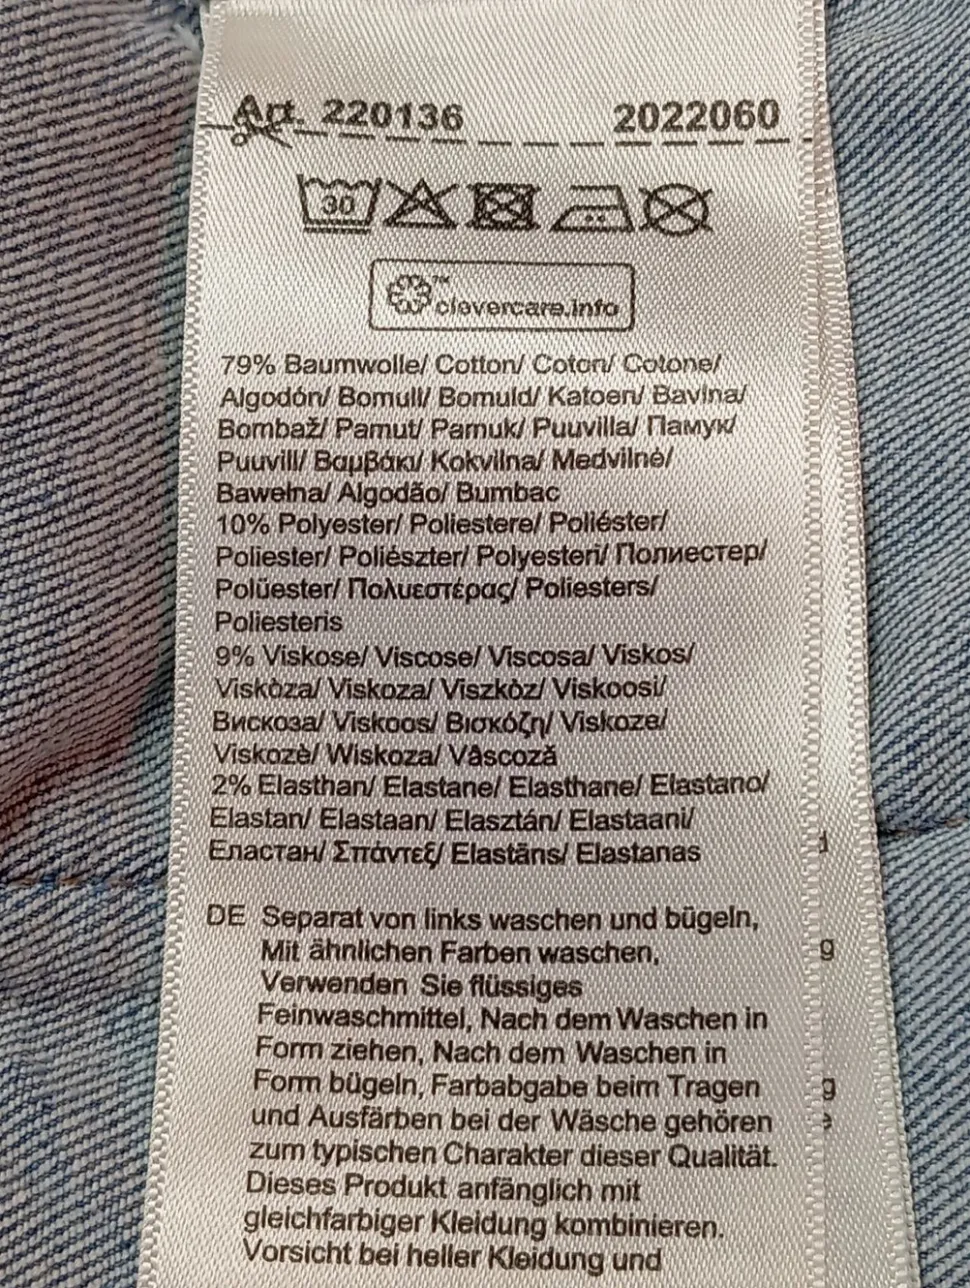 Art. 220136 2022060
30
™
clevercare.info
79% Baumwolle/ Cotton/ Coton/ Cotone/
Algodón/ Bomull/ Bomuld/ Katoen/ Bavlna/
Bombaž/ Pamut/ Pamuk/ Puuvilla/ Памук/
Puuvill/ Βαμβάκι/ Kokvilna/ Medvilnė/
Bawełna/ Algodão/ Bumbac
10% Polyester/ Poliestere/ Poliéster/
Poliester/ Poliészter/ Polyesteri/ Полиестер/
Polüester/ Πολυεστέρας/ Poliesters/
Poliesteris
9% Viskose/ Viscose/ Viscosa/ Viskos/
Viskòza/ Viskoza/ Viszkòz/ Viskoosi/
Вискоза/ Viskoos/ Βισκόζη/ Viskoze/
Viskozè/ Wiskoza/ Vâscoză
2% Elasthan/ Elastane/ Elasthane/ Elastano/
Elastan/ Elastaan/ Elasztán/ Elastaani/
Еластан/ Σπάντεξ/ Elastāns/ Elastanas
DE Separat von links waschen und bügeln,
Mit ähnlichen Farben waschen,
Verwenden Sie flüssiges
Feinwaschmittel, Nach dem Waschen in
Form ziehen, Nach dem Waschen in
Form bügeln, Farbabgabe beim Tragen
und Ausfärben bei der Wäsche gehören
zum typischen Charakter dieser Qualität.
Dieses Produkt anfänglich mit
gleichfarbiger Kleidung kombinieren.
Vorsicht bei heller Kleidung und